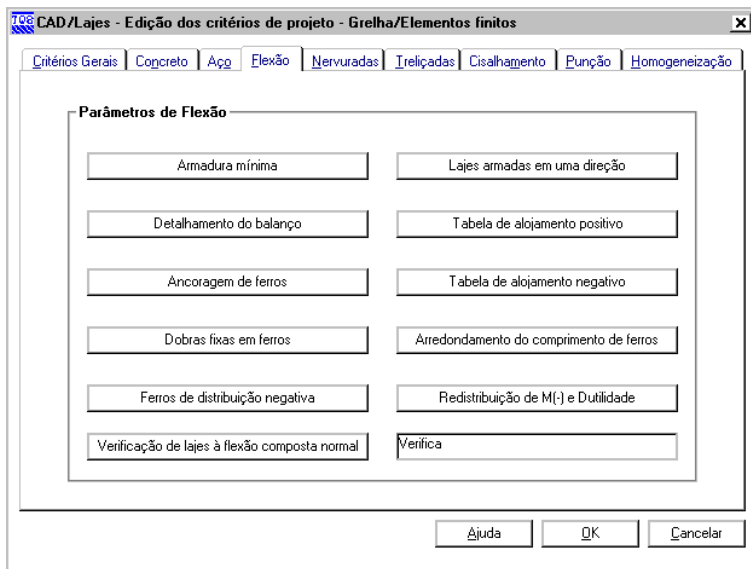 TQS CAD/Lajes - Edição dos critérios de projeto - Grelha/Elementos finitos
Critérios Gerais Concreto Aço Flexão Nervuradas Treliçadas Cisalhamento Punção Homogeneização
Parâmetros de Flexão
Armadura mínima Lajes armadas em uma direção
Detalhamento do balanço Tabela de alojamento positivo
Ancoragem de ferros Tabela de alojamento negativo
Dobras fixas em ferros Arredondamento do comprimento de ferros
Ferros de distribuição negativa Redistribuição de M(-) e Dutilidade
Verificação de lajes à flexão composta normal Verifica
Ajuda OK Cancelar